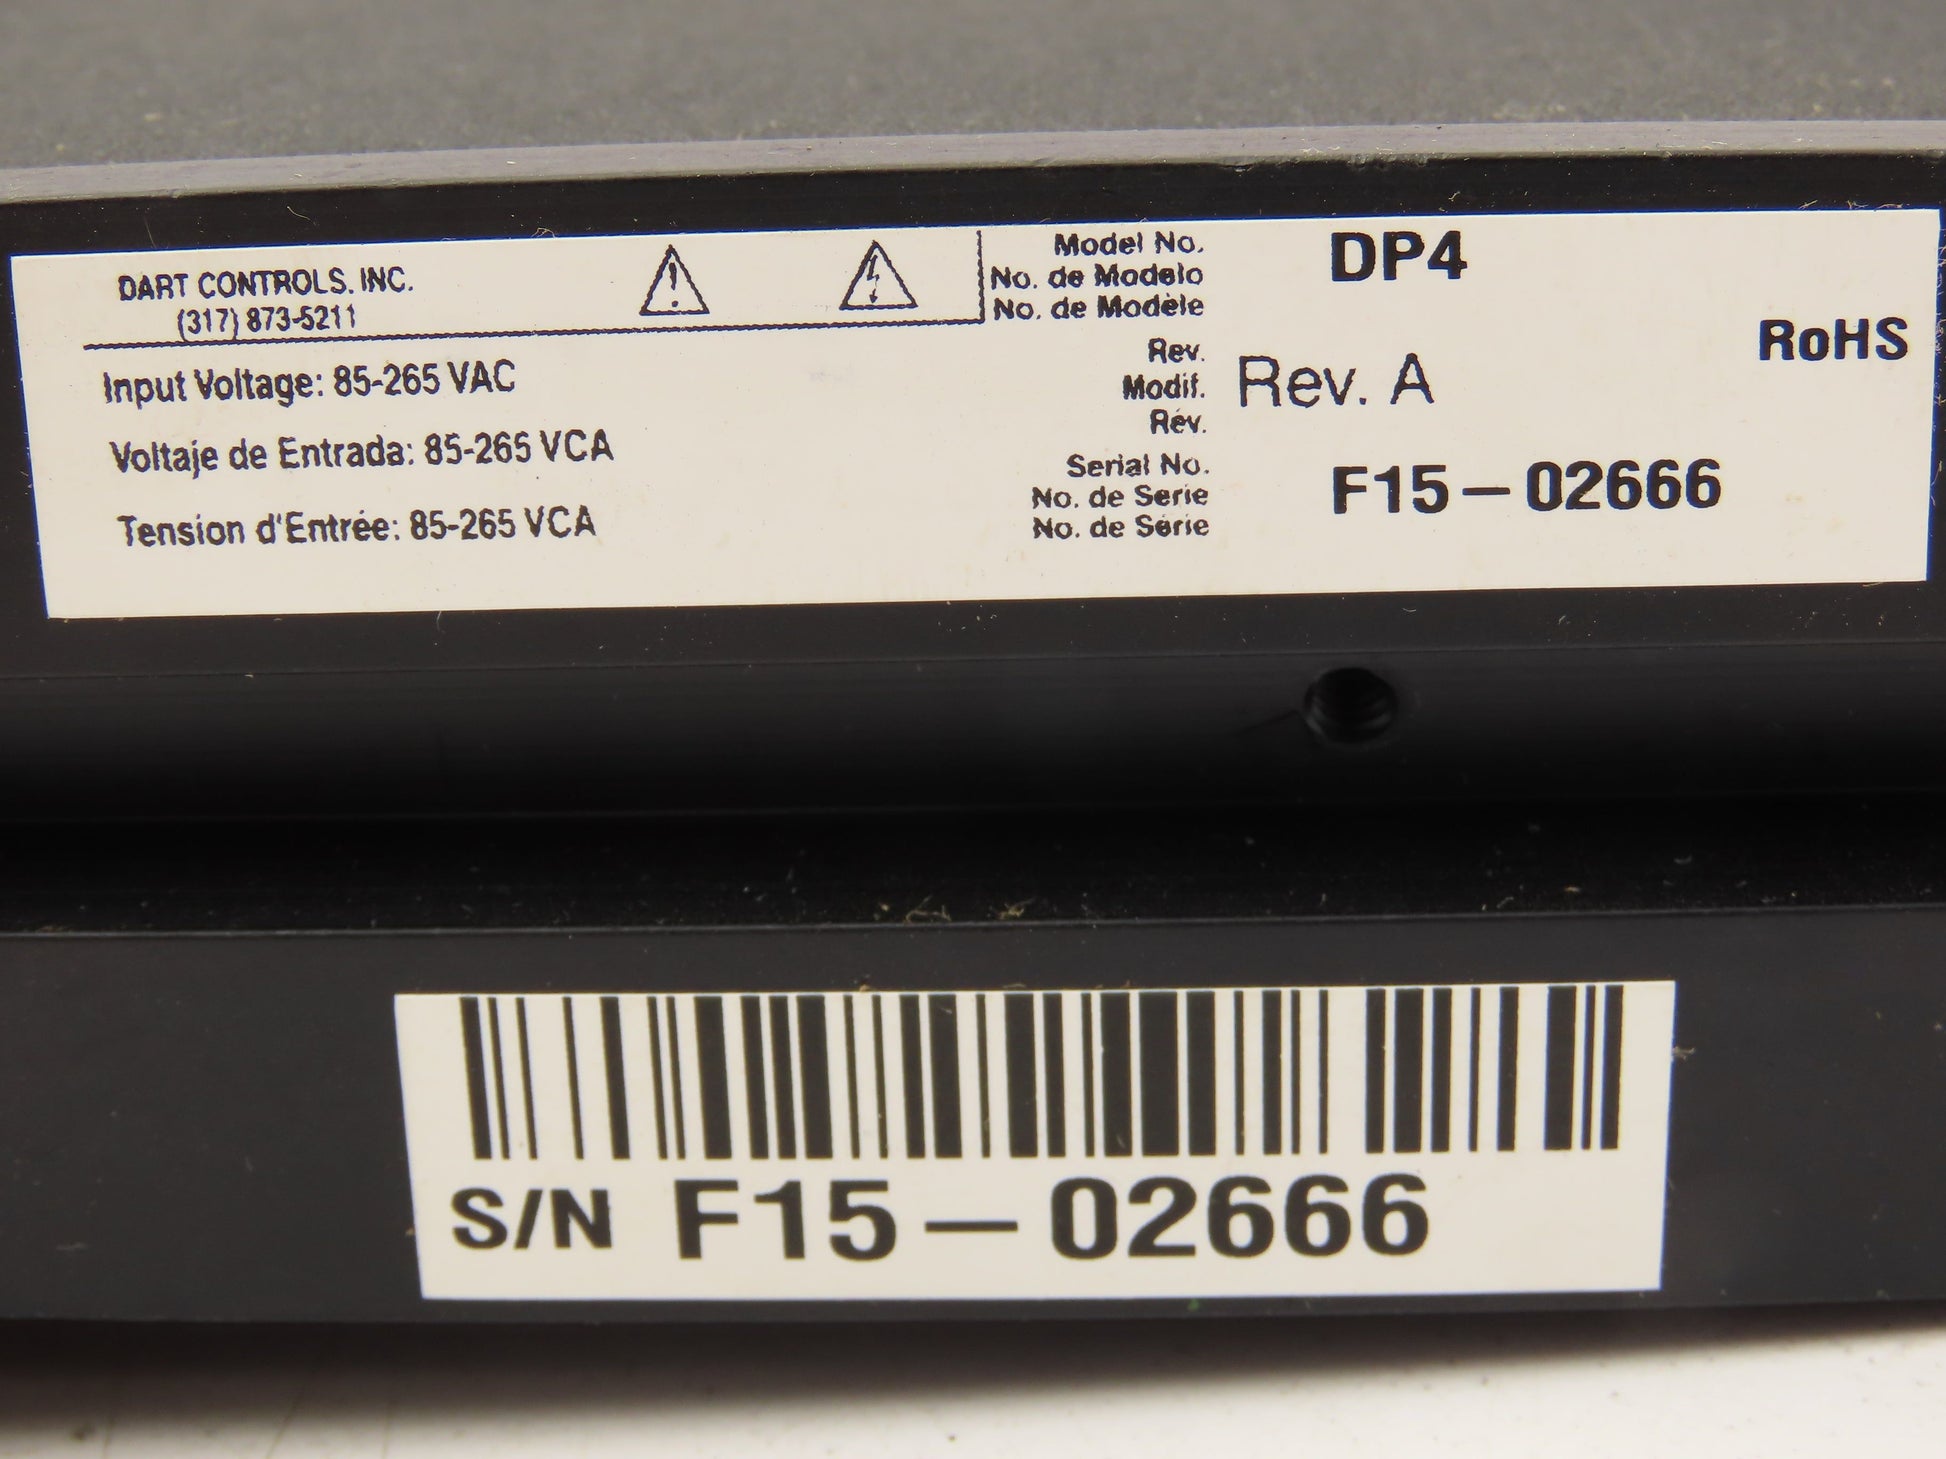 DART CONTROLS, INC.
(317) 873-5211
Input Voltage: 85-265 VAC
Voltaje de Entrada: 85-265 VCA
Tension d'Entrée: 85-265 VCA
Model No.
No. de Modelo
No. de Modèle
DP4
Rev.
Modif.
Rév.
Rev. A
RoHS
Serial No.
No. de Serie
No. de Série
F15-02666
S/N F15-02666